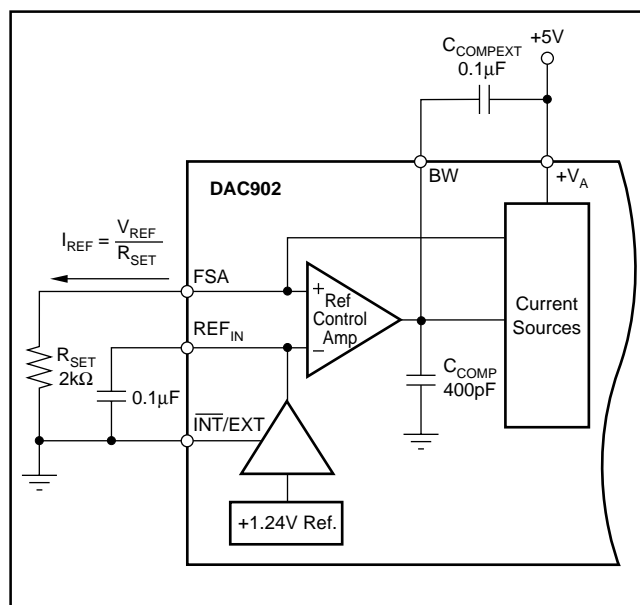 +5V
C_COMPEXT
0.1µF
DAC902
BW
+V_A
I_REF = V_REF / R_SET
FSA
+
Ref
Control
Amp
−
Current
Sources
REF_IN
R_SET
2kΩ
0.1µF
C_COMP
400pF
INT/EXT
+1.24V Ref.